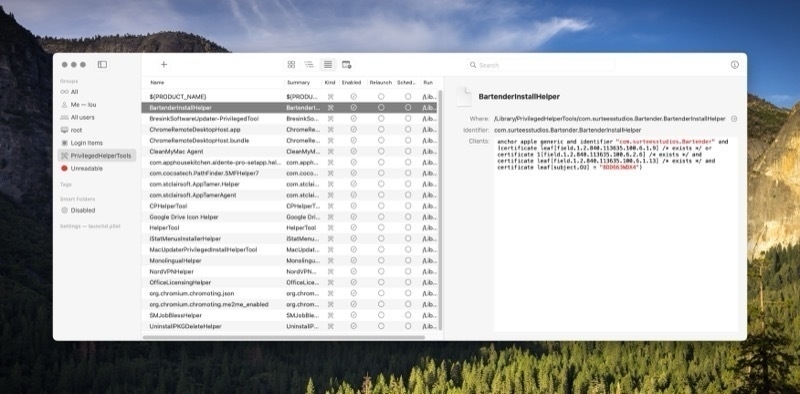 Search
Groups
All
Me — lou
All users
root
Login Items
PrivilegedHelperTools
Unreadable
Tags
Smart Folders
Disabled
Settings — launchd.plist
Name Summary Kind Enabled Relaunch Sched... Run
${PRODUCT_NAME} ${PRODU... /Lib...
BartenderInstallHelper Bartendert... /Lib...
BresinkSoftwareUpdater-PrivilegedTool BresinkSo... /Lib...
ChromeRemoteDesktopHost.app ChromeRe... /Lib...
ChromeRemoteDesktopHost.bundle ChromeRe... /Lib...
CleanMyMac Agent CleanMyM... /Lib...
com.apphousekitchen.aldente-pro-setapp.hel... com.appho... /Lib...
com.cocoatech.PathFinder.SMFHelper7 com.cocoa... /Lib...
com.stclairsoft.AppTamer.Helper com.stclai... /Lib...
com.stclairsoft.AppTamerAgent com.stclai... /Lib...
CPHelperTool CPHelperT... /Lib...
Google Drive Icon Helper Google Dri... /Lib...
HelperTool HelperTool /Lib...
iStatMenusInstallerHelper iStatMenu... /Lib...
MacUpdaterPrivilegedInstallHelperTool MacUpdat... /Lib...
MonolingualHelper Monolingu... /Lib...
NordVPNHelper NordVPNH... /Lib...
OfficeLicensingHelper OfficeLice... /Lib...
org.chromium.chromoting.json org.chrom... /Lib...
org.chromium.chromoting.me2me_enabled org.chrom... /Lib...
SMJobBlessHelper SMJobBle... /Lib...
UninstallPKGDeleteHelper UninstallP... /Lib...
BartenderInstallHelper
Where: /Library/PrivilegedHelperTools/com.surteesstudios.Bartender.BartenderInstallHelper
Identifier: com.surteesstudios.Bartender.BartenderInstallHelper
Clients: anchor apple generic and identifier "com.surteesstudios.Bartender" and
(certificate leaf[field.1.2.840.113635.100.6.1.9] /* exists */ or
certificate 1[field.1.2.840.113635.100.6.2.6] /* exists */ and
certificate leaf[field.1.2.840.113635.100.6.1.13] /* exists */ and
certificate leaf[subject.OU] =